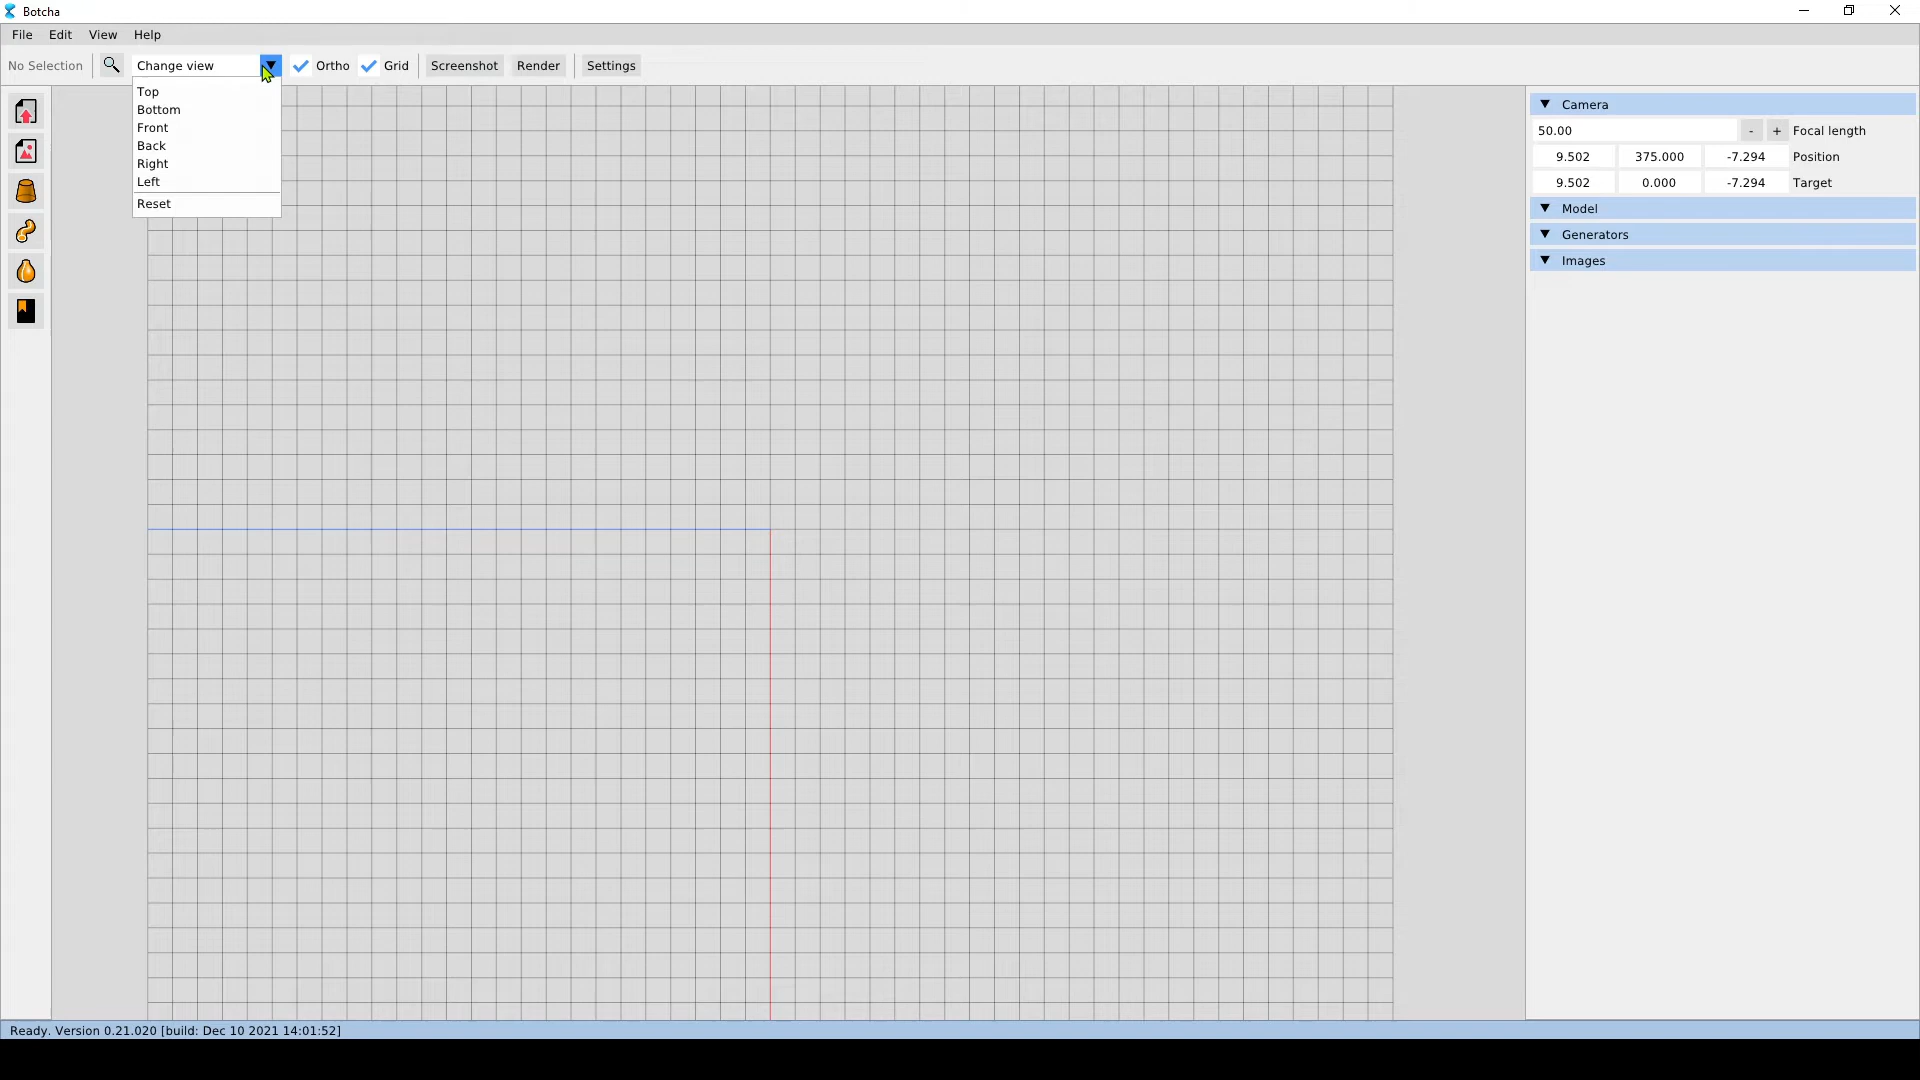 Botcha
File Edit View Help
No Selection Change view Ortho Grid Screenshot Render Settings
Top
Bottom
Front
Back
Right
Left
Reset
Camera
50.00 - + Focal length
9.502 375.000 -7.294 Position
9.502 0.000 -7.294 Target
Model
Generators
Images
Ready. Version 0.21.020 [build: Dec 10 2021 14:01:52]